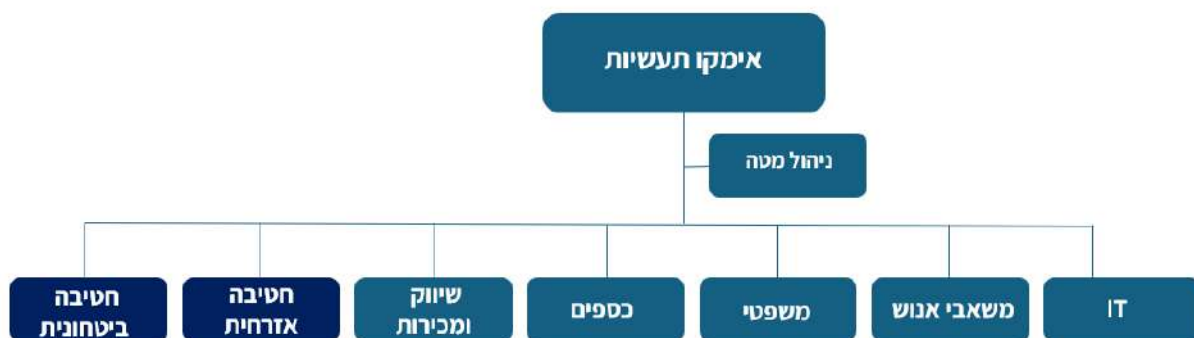 אימקו תעשיות
ניהול מטה
IT
משאבי אנוש
משפטי
כספים
שיווק
ומכירות
חטיבה
אזרחית
חטיבה
ביטחונית